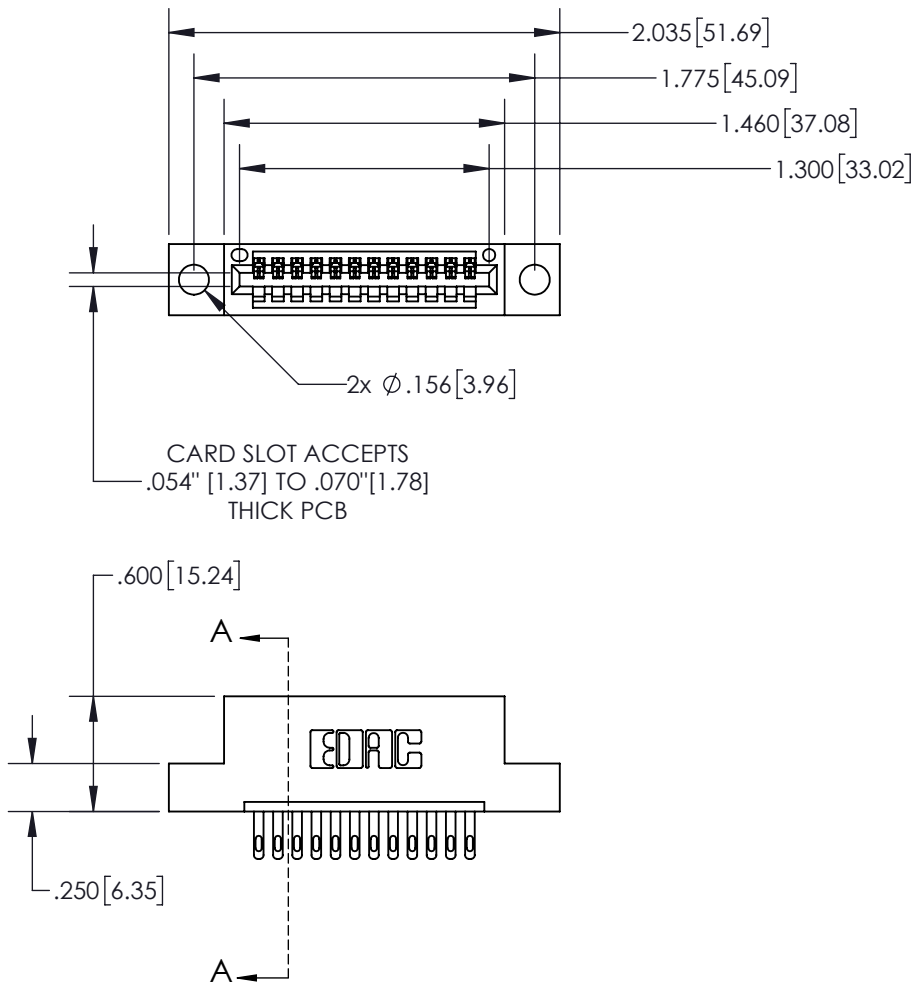 2.035[51.69]
1.775[45.09]
1.460[37.08]
1.300[33.02]
2x Ø.156[3.96]
CARD SLOT ACCEPTS
.054" [1.37] TO .070"[1.78]
THICK PCB
.600[15.24]
A
EDAC
.250[6.35]
A